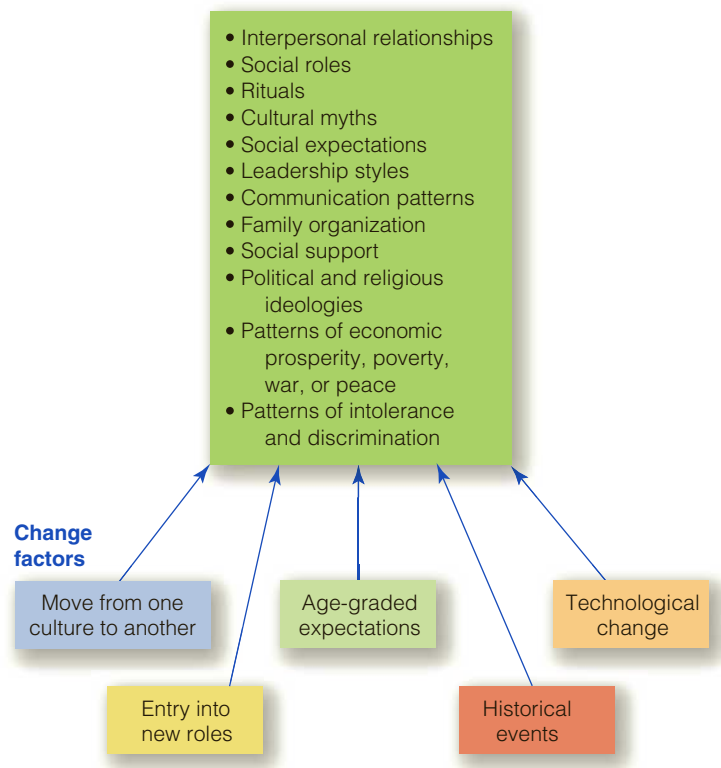 • Interpersonal relationships
• Social roles
• Rituals
• Cultural myths
• Social expectations
• Leadership styles
• Communication patterns
• Family organization
• Social support
• Political and religious
ideologies
• Patterns of economic
prosperity, poverty,
war, or peace
• Patterns of intolerance
and discrimination
Change
factors
Move from one
culture to another
Age-graded
expectations
Technological
change
Entry into
new roles
Historical
events